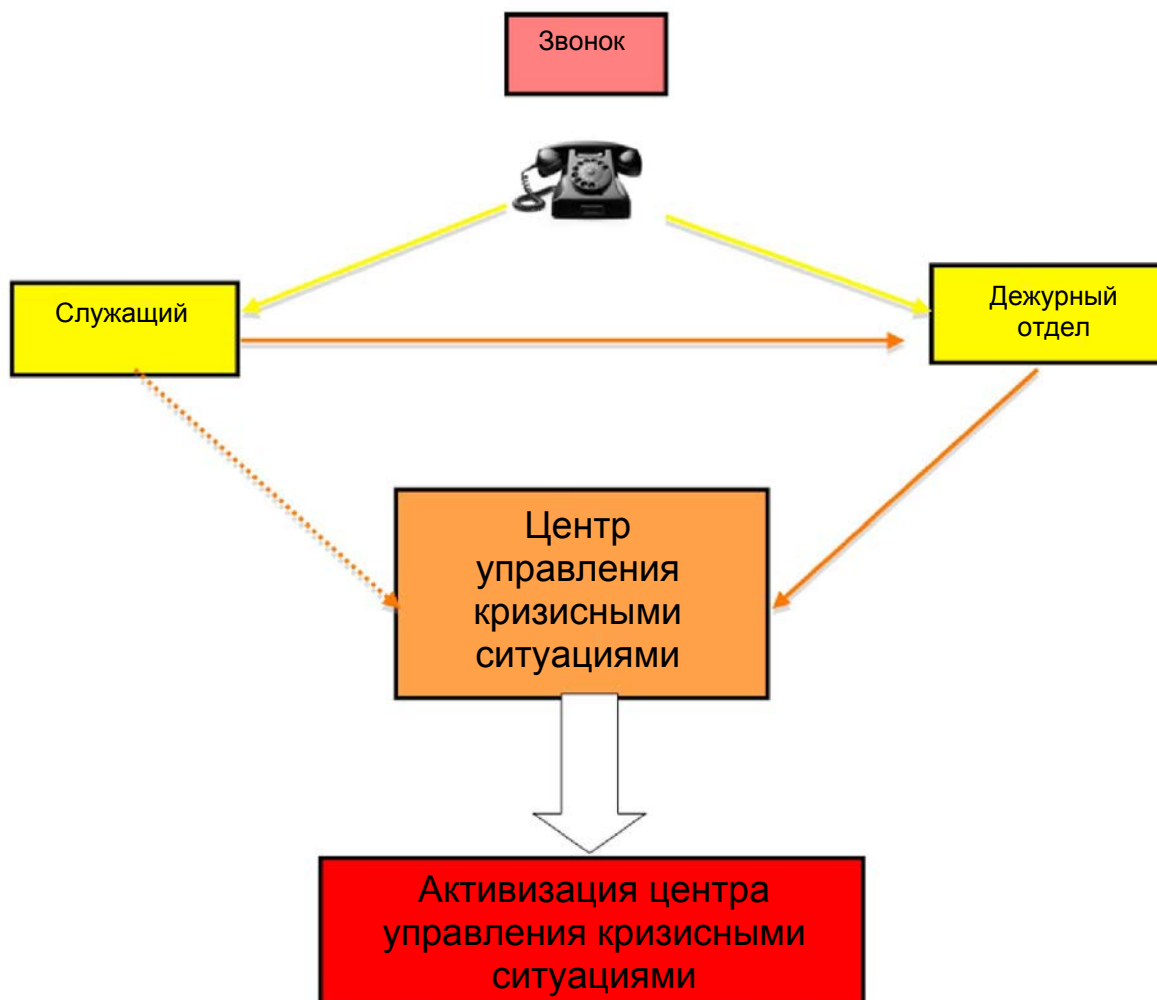 Звонок
Служащий
Дежурный
отдел
Центр
управления
кризисными
ситуациями
Активизация центра
управления кризисными
ситуациями